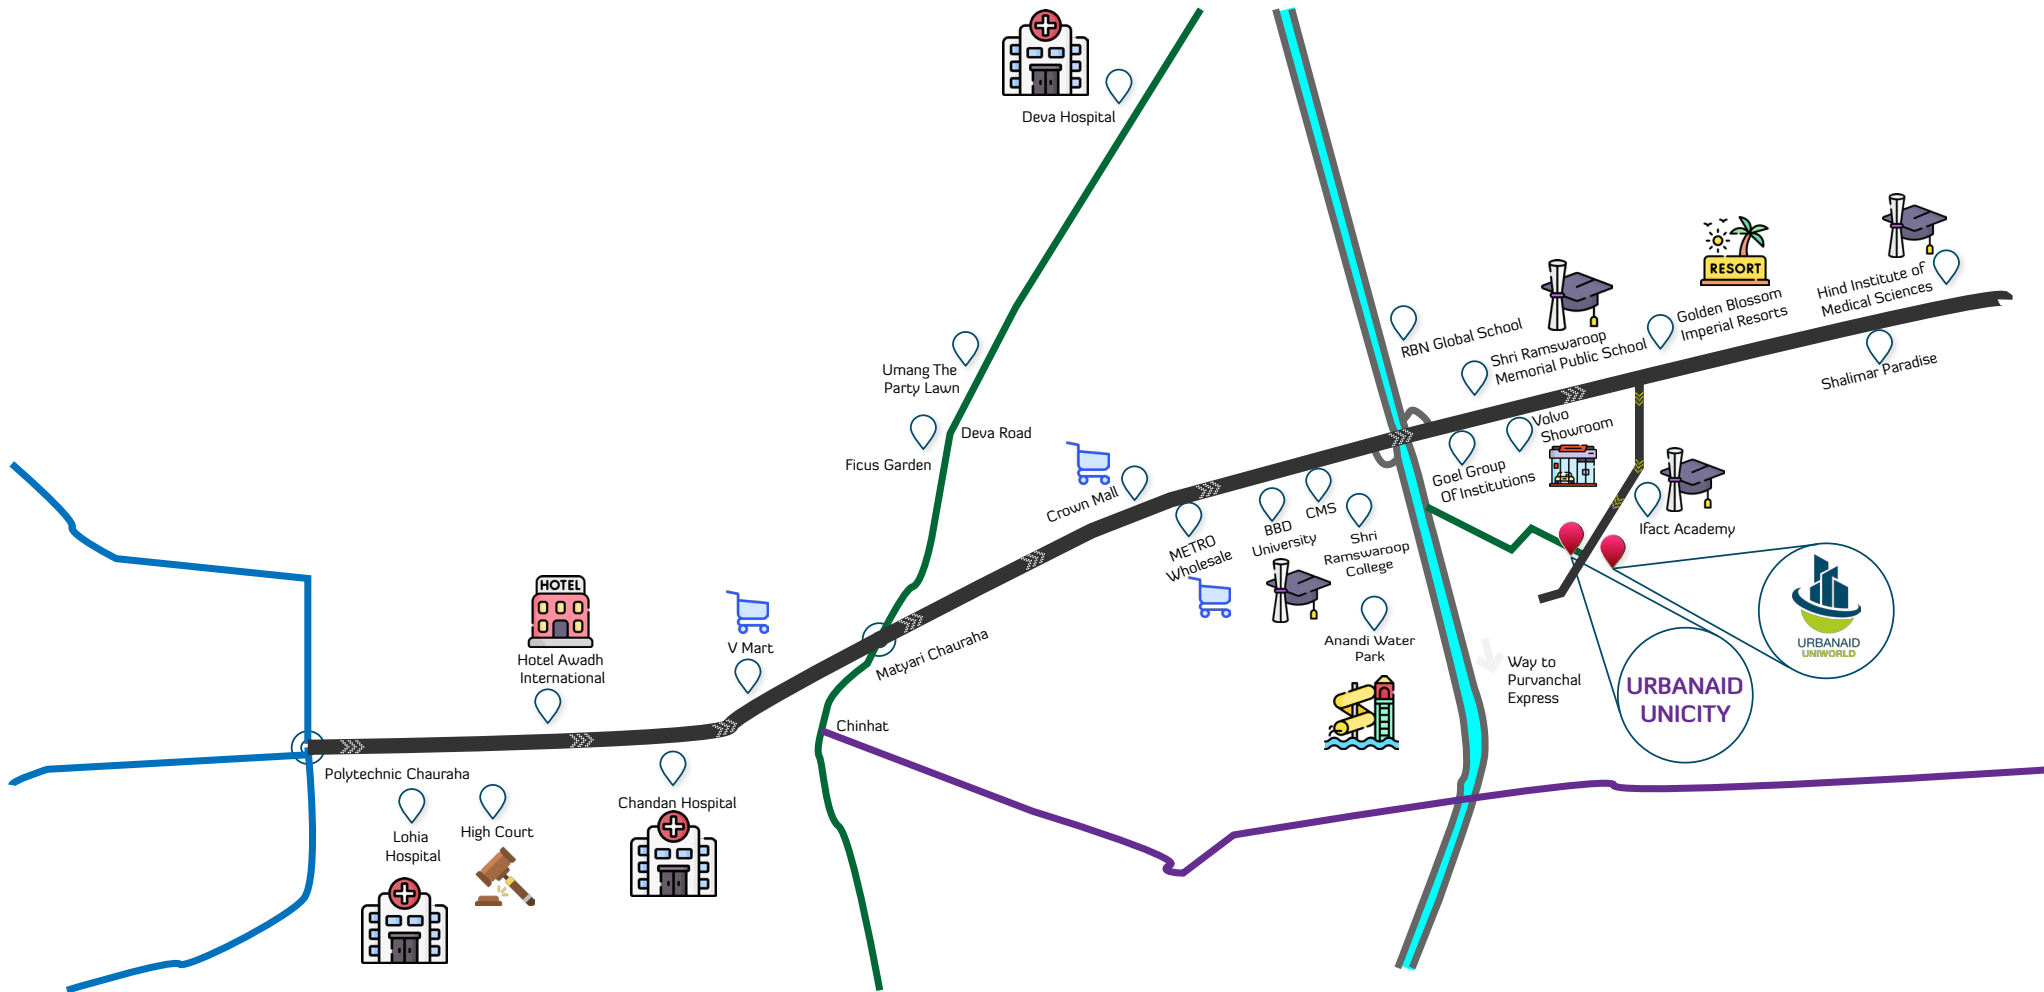 Deva Hospital
Umang The
Party Lawn
Ficus Garden
Deva Road
Crown Mall
METRO
Wholesale
BBD
University
CMS
Shri
Ramswaroop
College
Anandi Water
Park
RBN Global School
Shri Ramswaroop
Memorial Public School
RESORT
Golden Blossom
Imperial Resorts
Hind Institute of
Medical Sciences
Shalimar Paradise
Volvo
Showroom
Goel Group
Of Institutions
Ifact Academy
URBANAID
UNIWORLD
URBANAID
UNICITY
Way to
Purvanchal
Express
HOTEL
Hotel Awadh
International
V Mart
Matyari Chauraha
Chinhat
Polytechnic Chauraha
Lohia
Hospital
High Court
Chandan Hospital